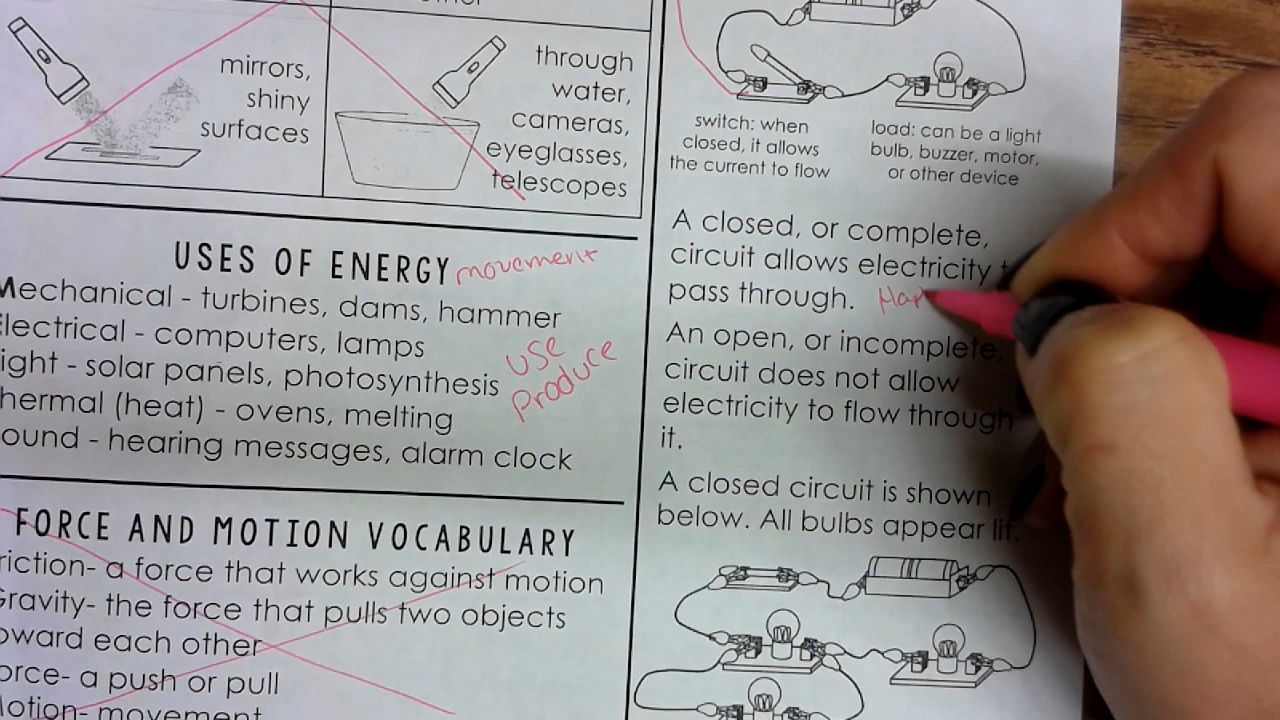 mirrors,
shiny
surfaces
through
water,
cameras,
eyeglasses,
telescopes
USES OF ENERGY movement
Mechanical - turbines, dams, hammer
Electrical - computers, lamps
ight - solar panels, photosynthesis
use
produce
hermal (heat) - ovens, melting
ound - hearing messages, alarm clock
FORCE AND MOTION VOCABULARY
riction- a force that works against motion
Gravity- the force that pulls two objects
oward each other
orce- a push or pull
Motion- movement
switch: when
closed, it allows
the current to flow
load: can be a light
bulb, buzzer, motor,
or other device
A closed, or complete,
circuit allows electricity
pass through.
An open, or incomplete,
circuit does not allow
electricity to flow through
it.
A closed circuit is shown
below. All bulbs appear lit.